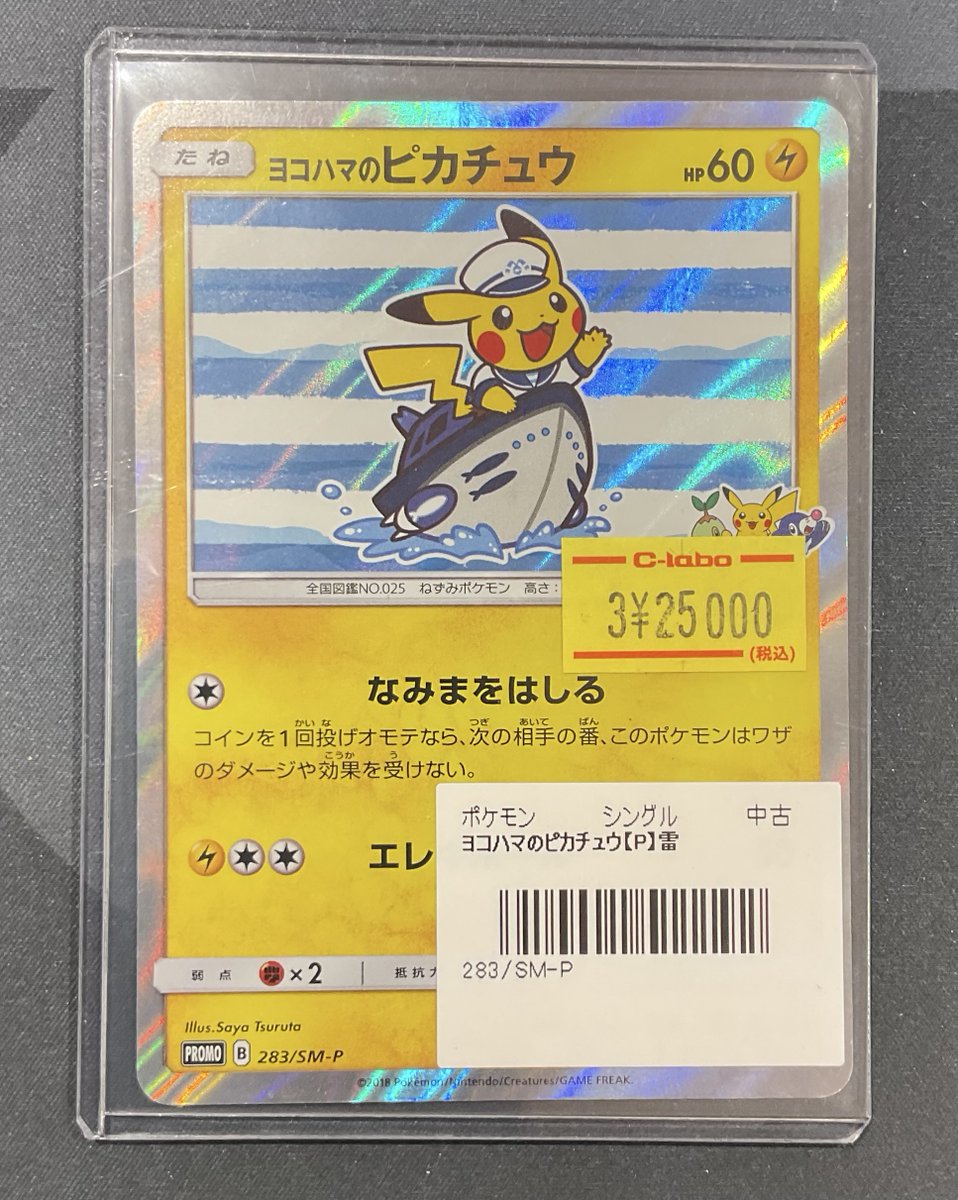 たね
ヨコハマのピカチュウ
HP60
全国図鑑NO.025 ねずみポケモン 高さ:
C-labo
3¥25000
(税込)
なみまをはしる
コインを1回投げオモテなら、次の相手の番、このポケモンはワザ
のダメージや効果を受けない。
エレ
ポケモン シングル 中古
ヨコハマのピカチュウ【P】雷
283/SM-P
弱点 ×2 抵抗力
Illus.Saya Tsuruta
PROMO B 283/SM-P
©2018 Pokémon/Nintendo/Creatures/GAME FREAK.